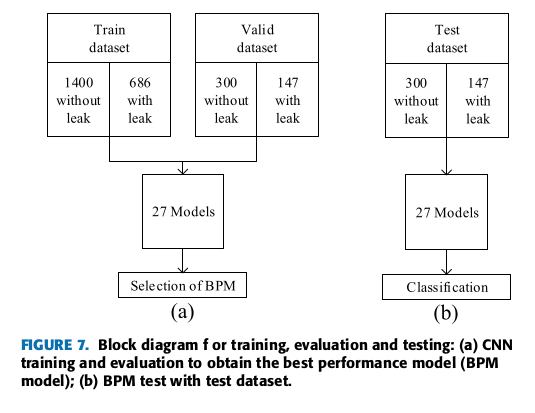 Train
dataset
1400
without
leak
686
with
leak
Valid
dataset
300
without
leak
147
with
leak
27 Models
Selection of BPM
(a)
Test
dataset
300
without
leak
147
with
leak
27 Models
Classification
(b)
FIGURE 7. Block diagram f or training, evaluation and testing: (a) CNN
training and evaluation to obtain the best performance model (BPM
model); (b) BPM test with test dataset.